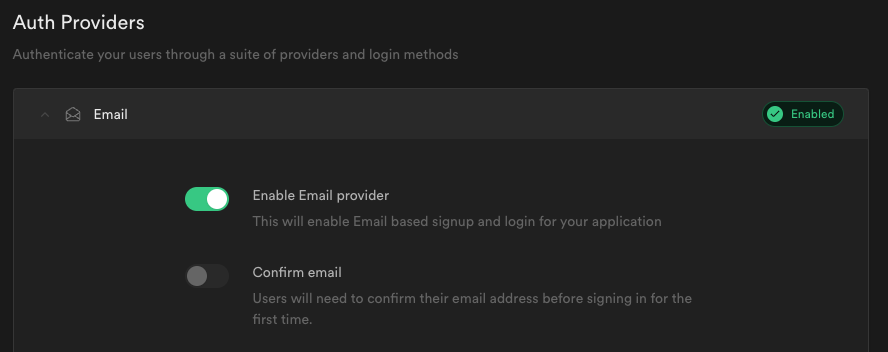 Auth Providers
Authenticate your users through a suite of providers and login methods
Email
Enabled
Enable Email provider
This will enable Email based signup and login for your application
Confirm email
Users will need to confirm their email address before signing in for the
first time.